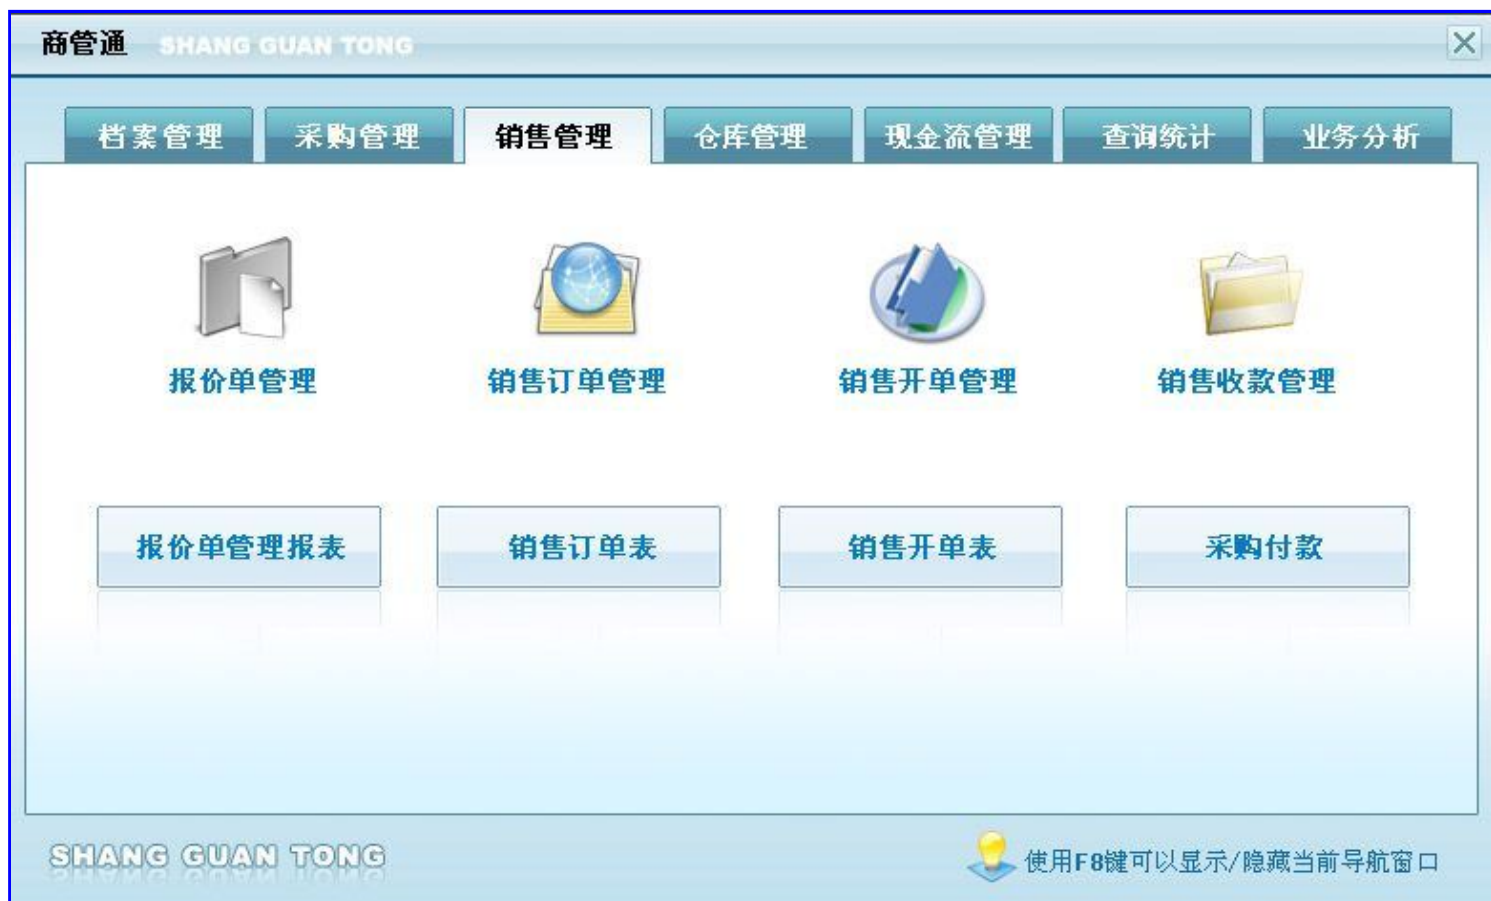 商管通 SHANG GUAN TONG
档案管理 采购管理 销售管理 仓库管理 现金流管理 查询统计 业务分析
报价单管理 销售订单管理 销售开单管理 销售收款管理
报价单管理报表 销售订单表 销售开单表 采购付款
SHANG GUAN TONG 使用F8键可以显示/隐藏当前导航窗口